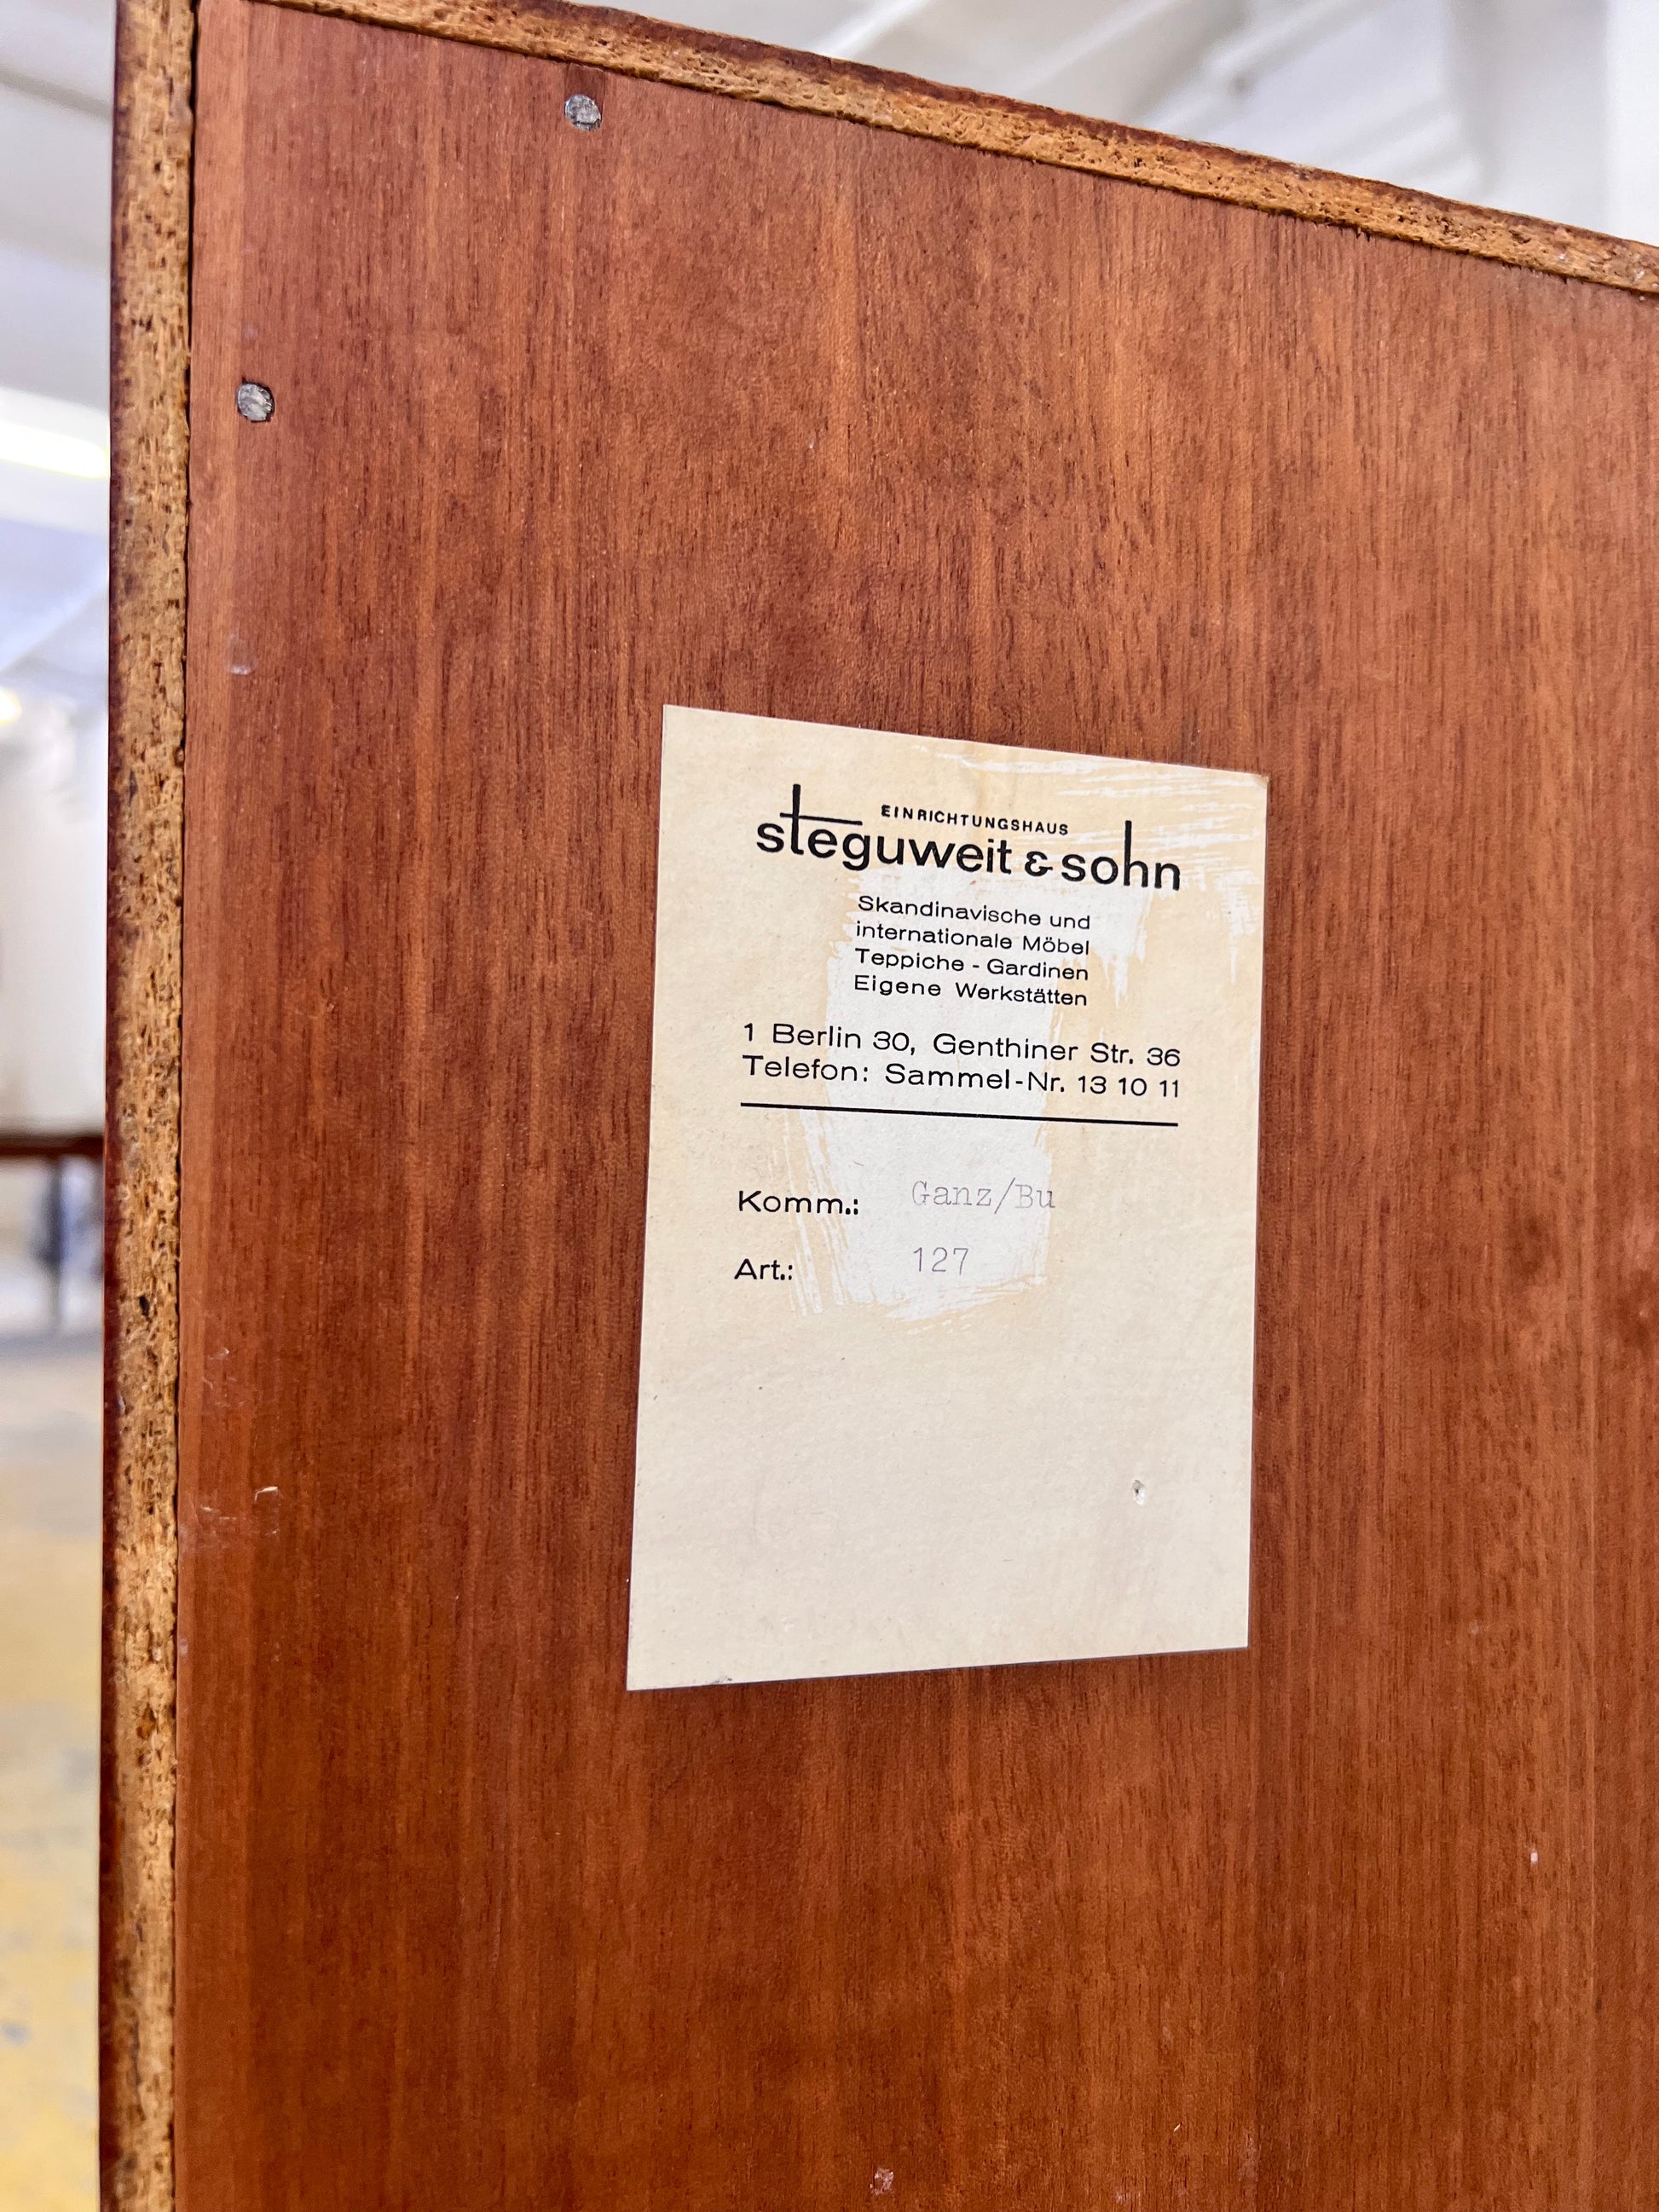 EINRICHTUNGSHAUS
steguweit & sohn
Skandinavische und
internationale Möbel
Teppiche - Gardinen
Eigene Werkstätten
1 Berlin 30, Genthiner Str. 36
Telefon: Sammel-Nr. 13 10 11
Komm.: Ganz/Bu
Art.: 127